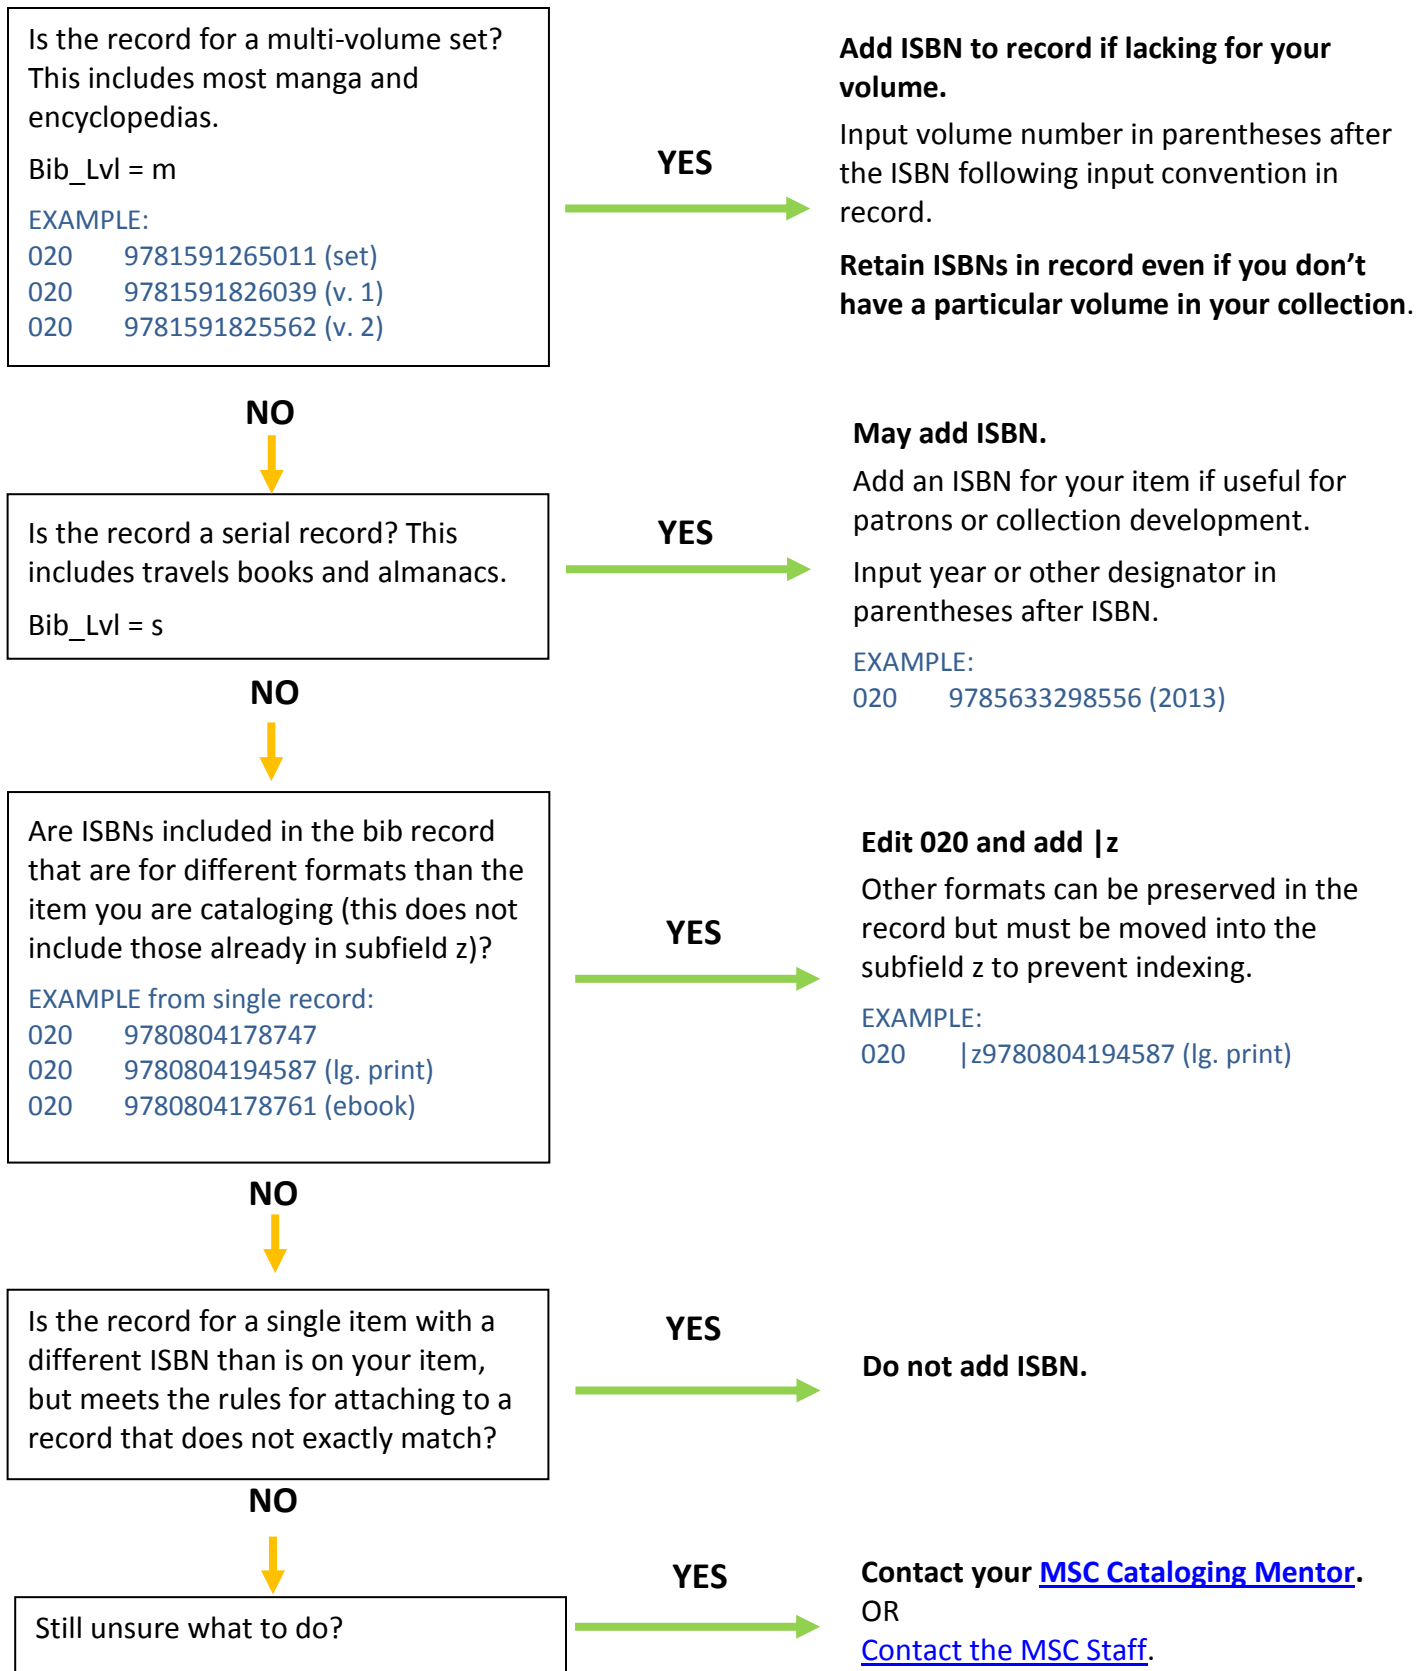 Is the record for a multi-volume set?
This includes most manga and
encyclopedias.
Bib_Lvl = m
EXAMPLE:
020 9781591265011 (set)
020 9781591826039 (v. 1)
020 9781591825562 (v. 2)
YES
Add ISBN to record if lacking for your
volume.
Input volume number in parentheses after
the ISBN following input convention in
record.
Retain ISBNs in record even if you don’t
have a particular volume in your collection.
NO
Is the record a serial record? This
includes travels books and almanacs.
Bib_Lvl = s
YES
May add ISBN.
Add an ISBN for your item if useful for
patrons or collection development.
Input year or other designator in
parentheses after ISBN.
EXAMPLE:
020 9785633298556 (2013)
NO
Are ISBNs included in the bib record
that are for different formats than the
item you are cataloging (this does not
include those already in subfield z)?
EXAMPLE from single record:
020 9780804178747
020 9780804194587 (lg. print)
020 9780804178761 (ebook)
YES
Edit 020 and add |z
Other formats can be preserved in the
record but must be moved into the
subfield z to prevent indexing.
EXAMPLE:
020 |z9780804194587 (lg. print)
NO
Is the record for a single item with a
different ISBN than is on your item,
but meets the rules for attaching to a
record that does not exactly match?
YES
Do not add ISBN.
NO
Still unsure what to do?
YES
Contact your MSC Cataloging Mentor.
OR
Contact the MSC Staff.